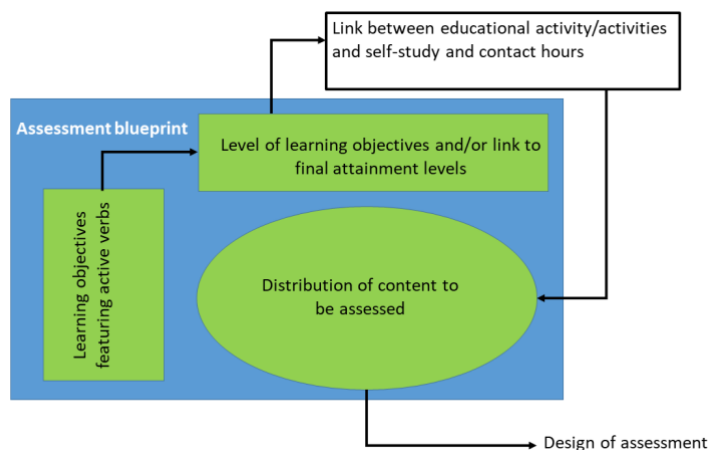 Link between educational activity/activities
and self-study and contact hours
Assessment blueprint
Level of learning objectives and/or link to
final attainment levels
Learning objectives
featuring active verbs
Distribution of content to
be assessed
Design of assessment